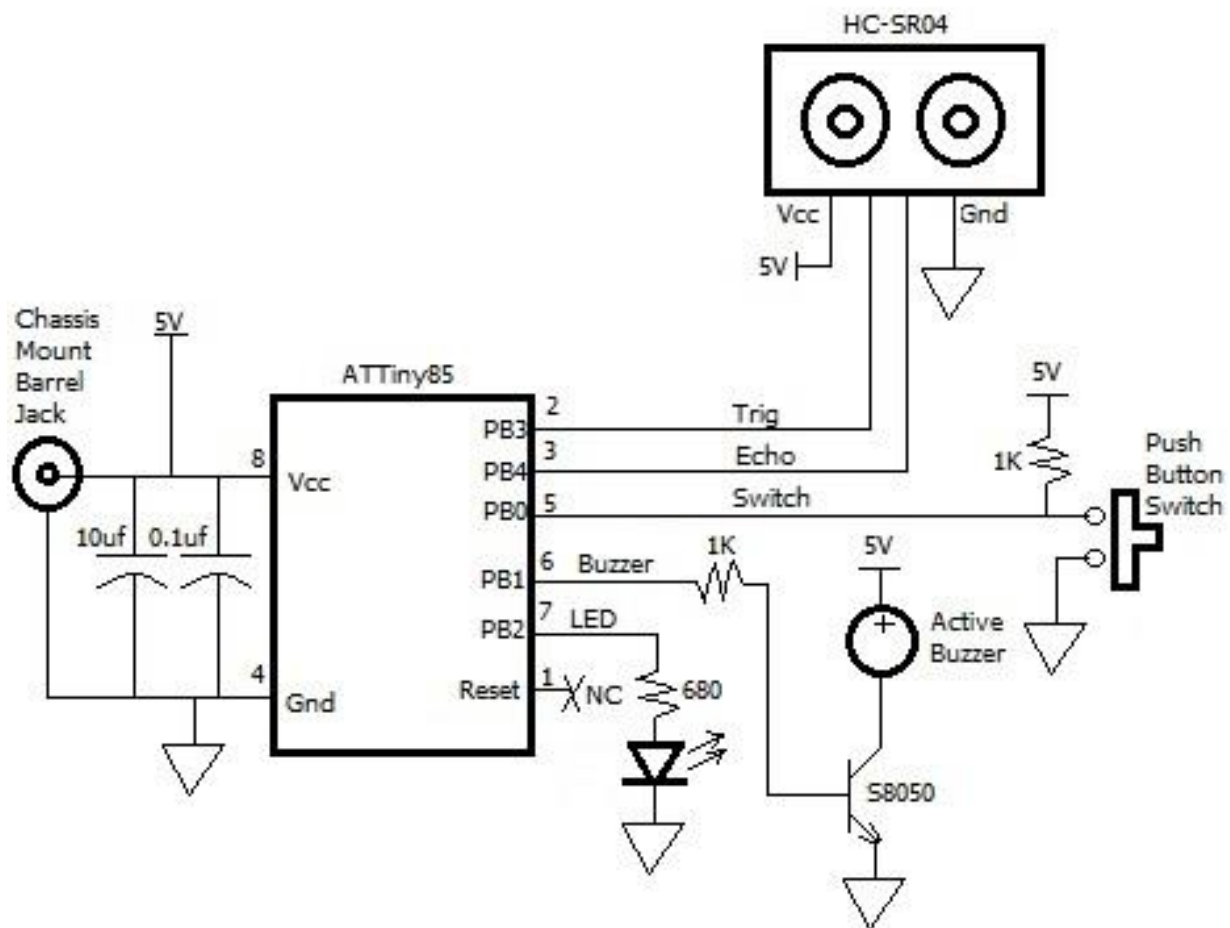 HC-SR04
Vcc
Gnd
5V
Chassis
Mount
Barrel
Jack
5V
ATTiny85
8
Vcc
10uf
0.1uf
4
Gnd
PB3
2
Trig
PB4
3
Echo
PB0
5
Switch
PB1
6
Buzzer
1K
PB2
7
LED
Reset
1
NC
680
5V
1K
Push
Button
Switch
5V
+
Active
Buzzer
S8050